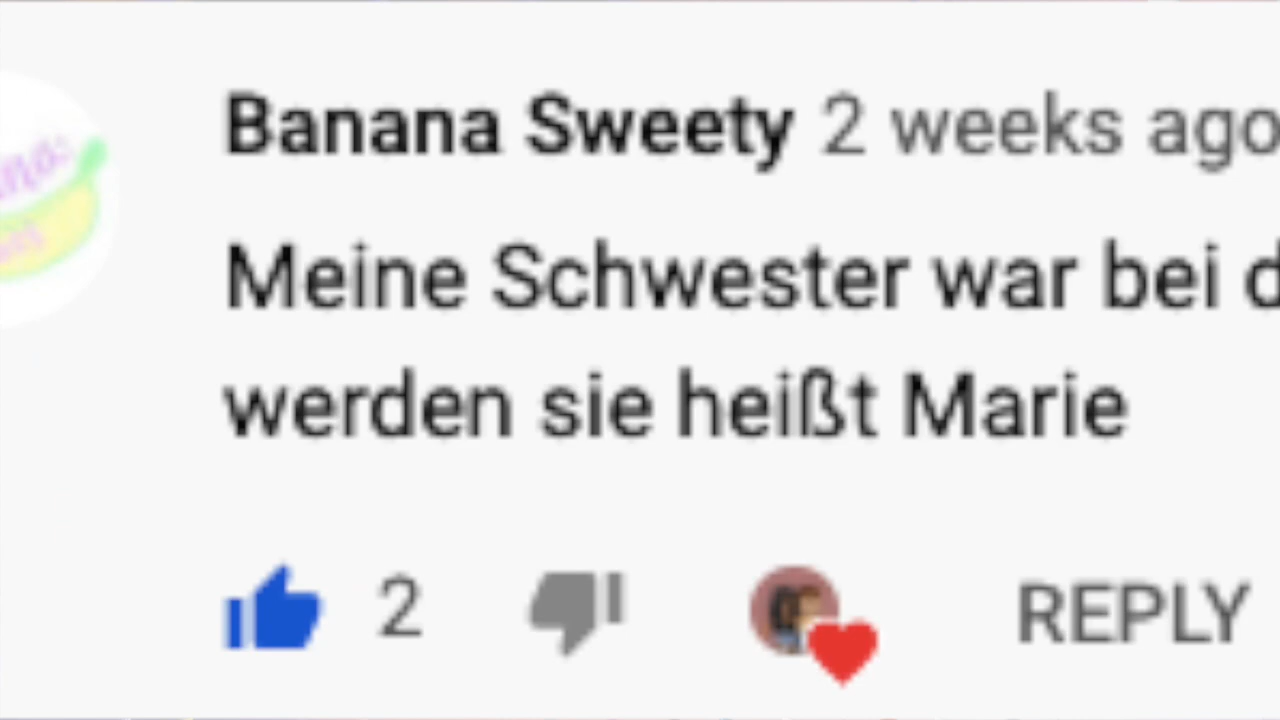 Banana Sweety 2 weeks ago
Meine Schwester war bei d
werden sie heißt Marie
2 REPLY